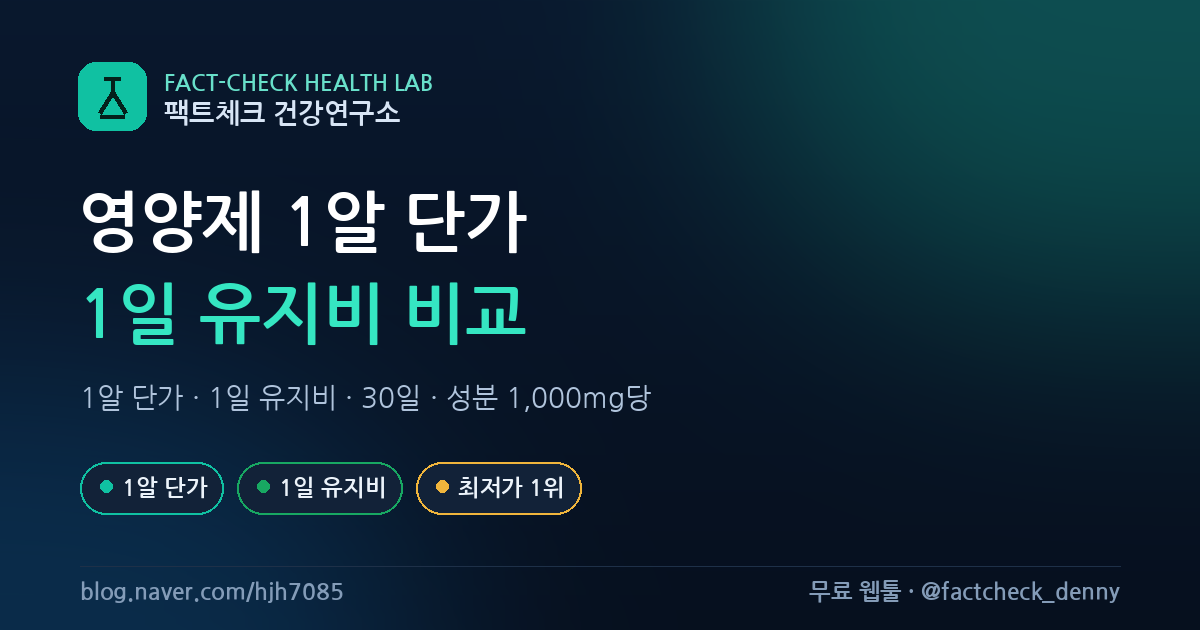 FACT-CHECK HEALTH LAB
팩트체크 건강연구소
영양제 1알 단가
1일 유지비 비교
1알 단가 · 1일 유지비 · 30일 · 성분 1,000mg당
1알 단가 1일 유지비 최저가 1위
blog.naver.com/hjh7085 무료 웹툴 · @factcheck_denny